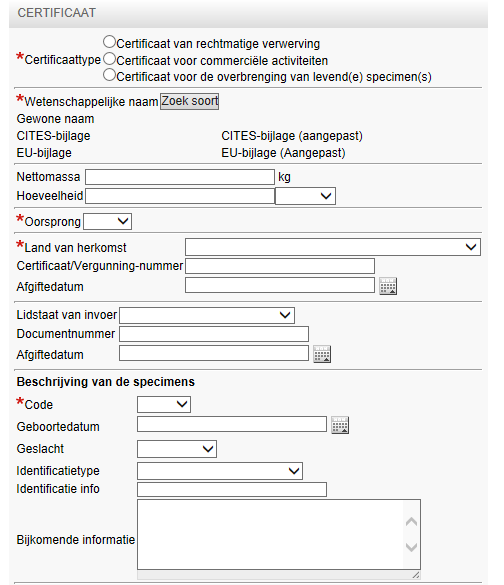 CERTIFICAAT
Certificaat van rechtmatige verwerving
*Certificaattype Certificaat voor commerciële activiteiten
Certificaat voor de overbrenging van levend(e) specimen(s)
*Wetenschappelijke naam Zoek soort
Gewone naam
CITES-bijlage CITES-bijlage (aangepast)
EU-bijlage EU-bijlage (Aangepast)
Nettomassa kg
Hoeveelheid
*Oorsprong
*Land van herkomst
Certificaat/Vergunning-nummer
Afgiftedatum
Lidstaat van invoer
Documentnummer
Afgiftedatum
Beschrijving van de specimens
*Code
Geboortedatum
Geslacht
Identificatietype
Identificatie info
Bijkomende informatie